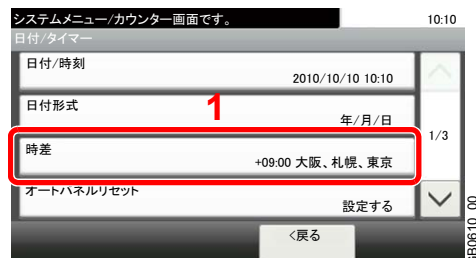 システムメニュー/カウンター画面です。 10:10
日付/タイマー
日付/時刻
2010/10/10 10:10
日付形式
1
年/月/日
1/3
時差
+09:00 大阪、札幌、東京
オートパネルリセット
設定する
<戻る
GB0610_00